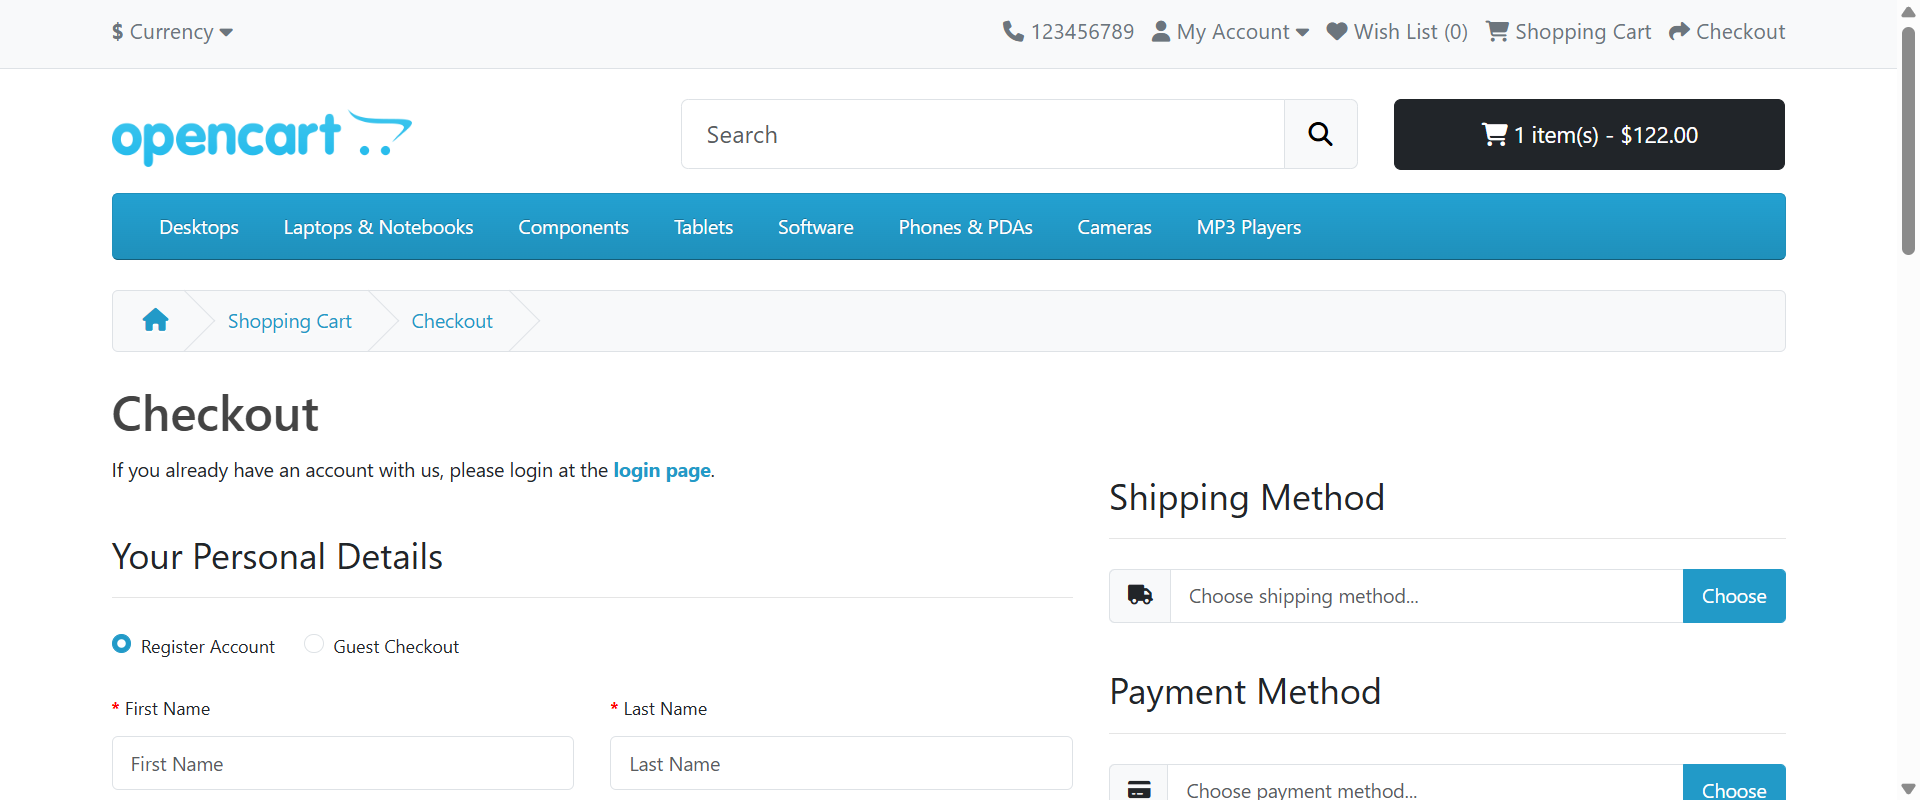 $ Currency
123456789 My Account Wish List (0) Shopping Cart Checkout
opencart
Search
1 item(s) - $122.00
Desktops Laptops & Notebooks Components Tablets Software Phones & PDAs Cameras MP3 Players
Shopping Cart Checkout
Checkout
If you already have an account with us, please login at the login page.
Your Personal Details
Register Account Guest Checkout
* First Name * Last Name
First Name Last Name
Shipping Method
Choose shipping method... Choose
Payment Method
Choose payment method... Choose